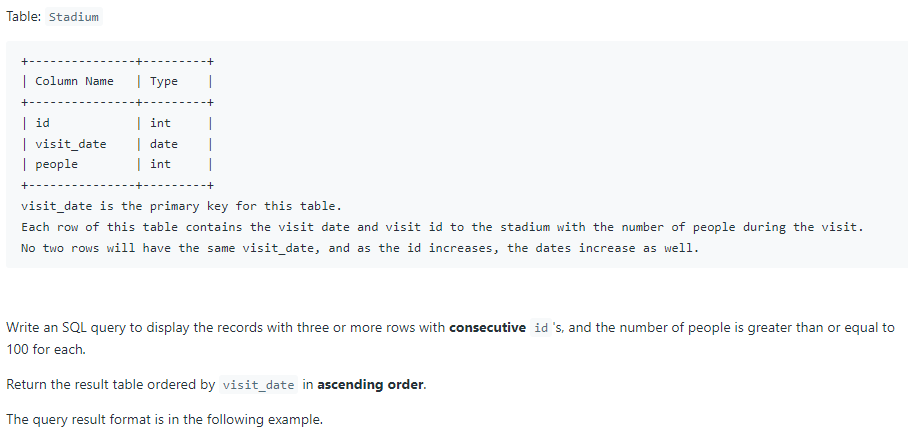 Table: Stadium
+---------------+---------+
| Column Name   | Type    |
+---------------+---------+
| id            | int     |
| visit_date    | date    |
| people        | int     |
+---------------+---------+
visit_date is the primary key for this table.
Each row of this table contains the visit date and visit id to the stadium with the number of people during the visit.
No two rows will have the same visit_date, and as the id increases, the dates increase as well.
Write an SQL query to display the records with three or more rows with consecutive id 's, and the number of people is greater than or equal to
100 for each.
Return the result table ordered by visit_date in ascending order.
The query result format is in the following example.